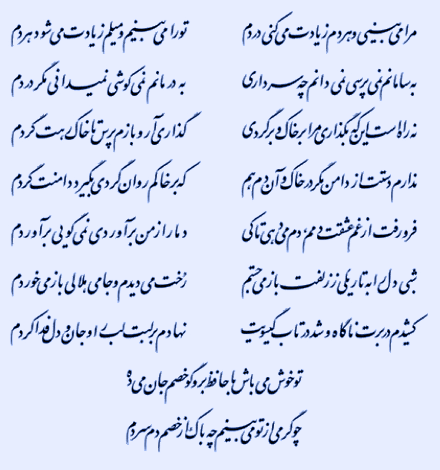 مرا می‌بینی و هر دم زیادت می‌کنی دردم تو را می‌بینم و میلم زیادت می‌شود هر دم
به سامانم نمی‌پرسی نمی‌دانم چه سر داری به درمانم نمی‌کوشی نمی‌دانی مگر دردم
نه راه است این که بگذاری مرا بر خاک و برگردی گذاری آر و بازم پرس تا خاک رهت گردم
ندارم دستت از دامن مگر در خاک و آن دم هم که بر خاکم روان گردی بگیرد دامنت گردم
فرورفت از غم عشقت دمم دم می‌دهی تا کی دمار از من برآوردی نمی‌گویی برآوردم
شبی دل را به تاریکی ز زلفت باز می‌جستم رخت می‌دیدم و جامی هلالی باز می‌خوردم
کشیدم در برت ناگاه و شد در تاب گیسویت نهادم بر لبت لب را و جان و دل فدا کردم
تو خوش می‌باش با حافظ برو گو خصم جان می‌ده
چو گرمی از تو می‌بینم چه باک از خصم دم سردم